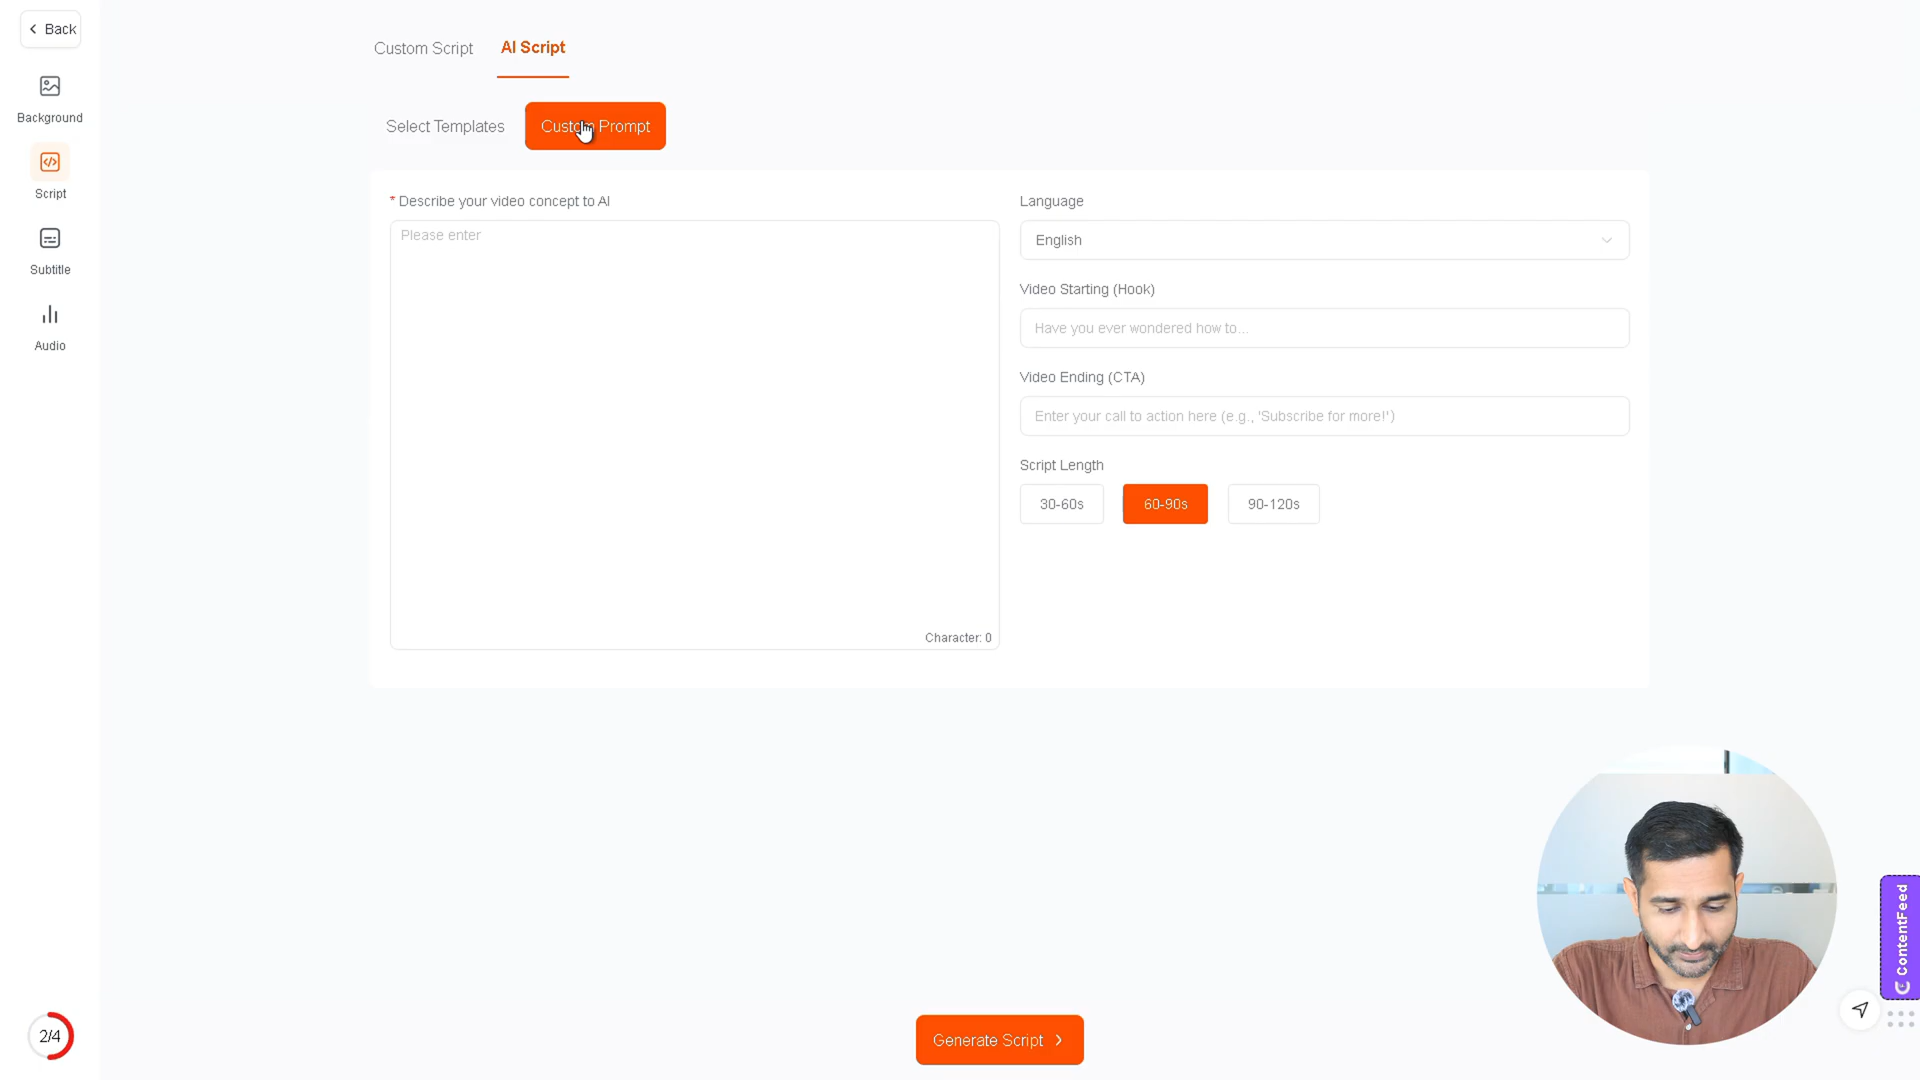 Back
Custom Script
AI Script
Background
Select Templates
Custom Prompt
Script
* Describe your video concept to AI
Please enter
Character: 0
Language
English
Video Starting (Hook)
Have you ever wondered how to...
Video Ending (CTA)
Enter your call to action here (e.g., 'Subscribe for more!')
Script Length
30-60s
60-90s
90-120s
Subtitle
Audio
ContentFeed
2/4
Generate Script